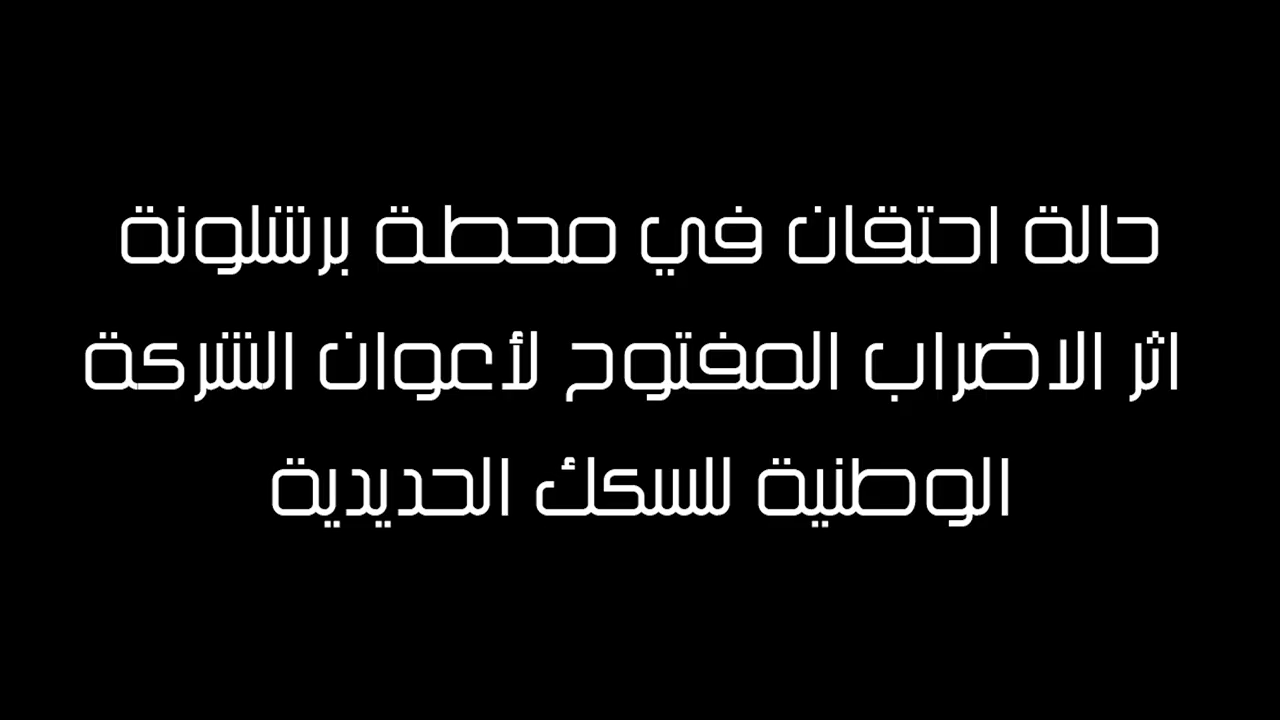 حالة احتقان في محطة برشلونة
اثر الاضراب المفتوح لأعوان الشركة
الوطنية للسكك الحديدية